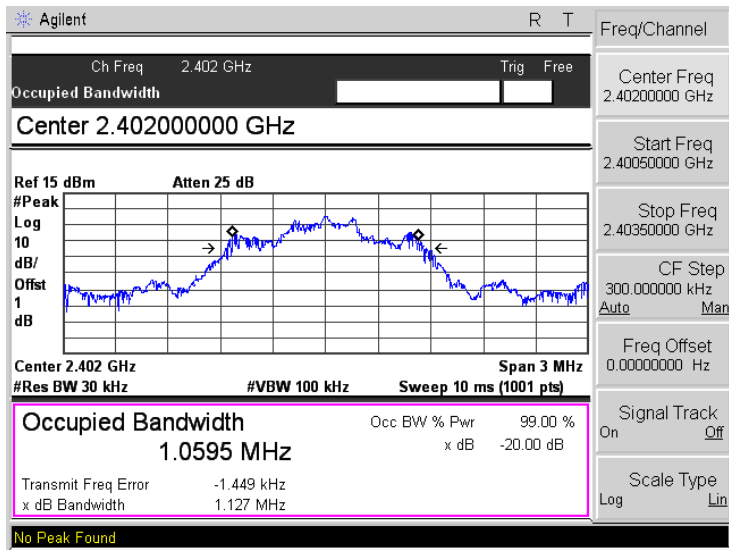 Agilent R T
Ch Freq 2.402 GHz Trig Free
Occupied Bandwidth
Center 2.402000000 GHz
Ref 15 dBm Atten 25 dB
#Peak
Log
10
dB/
Offst
1
dB
Center 2.402 GHz Span 3 MHz
#Res BW 30 kHz #VBW 100 kHz Sweep 10 ms (1001 pts)
Occupied Bandwidth Occ BW % Pwr 99.00 %
1.0595 MHz x dB -20.00 dB
Transmit Freq Error -1.449 kHz
x dB Bandwidth 1.127 MHz
No Peak Found
Freq/Channel
Center Freq
2.40200000 GHz
Start Freq
2.40050000 GHz
Stop Freq
2.40350000 GHz
CF Step
300.000000 kHz
Auto Man
Freq Offset
0.00000000 Hz
Signal Track
On Off
Scale Type
Log Lin